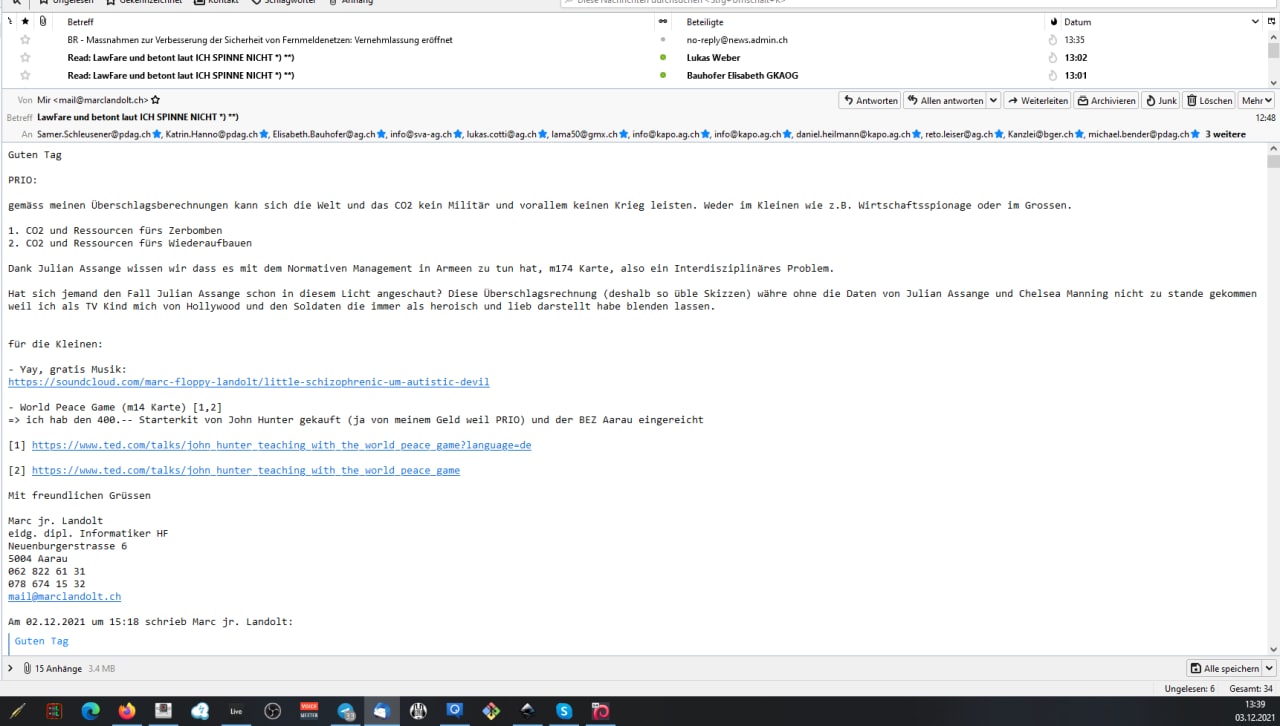 Ungelesen Gekennzeichnet Kontakt Schlagwörter Anhang Diese Nachrichten durchsuchen <Strg+Umschalt+K>
Betreff Beteiligte Datum
BR - Massnahmen zur Verbesserung der Sicherheit von Fernmeldenetzen: Vernehmlassung eröffnet no-reply@news.admin.ch 13:35
Read: LawFare und betont laut ICH SPINNE NICHT *) **) Lukas Weber 13:02
Read: LawFare und betont laut ICH SPINNE NICHT *) **) Bauhofer Elisabeth GKAOG 13:01
Von Mir <mail@marclandolt.ch> Antworten Allen antworten Weiterleiten Archivieren Junk Löschen Mehr
Betreff LawFare und betont laut ICH SPINNE NICHT *) **) 12:48
An Samer.Schleusener@pdag.ch, Katrin.Hanno@pdag.ch, Elisabeth.Bauhofer@ag.ch, info@sva-ag.ch, lukas.cotti@ag.ch, lama50@gmx.ch, info@kapo.ag.ch, info@kapo.ag.ch, daniel.heilmann@kapo.ag.ch, reto.leiser@ag.ch, Kanzlei@bger.ch, michael.bender@pdag.ch 3 weitere
Guten Tag
PRIO:
gemäss meinen Überschlagsberechnungen kann sich die Welt und das CO2 kein Militär und vorallem keinen Krieg leisten. Weder im Kleinen wie z.B. Wirtschaftsspionage oder im Grossen.
1. CO2 und Ressourcen fürs Zerbomben
2. CO2 und Ressourcen fürs Wiederaufbauen
Dank Julian Assange wissen wir dass es mit dem Normativen Management in Armeen zu tun hat, m174 Karte, also ein Interdisziplinäres Problem.
Hat sich jemand den Fall Julian Assange schon in diesem Licht angeschaut? Diese Überschlagsrechnung (deshalb so üble Skizzen) währe ohne die Daten von Julian Assange und Chelsea Manning nicht zu stande gekommen
weil ich als TV Kind mich von Hollywood und den Soldaten die immer als heroisch und lieb darstellt habe blenden lassen.
für die Kleinen:
- Yay, gratis Musik:
https://soundcloud.com/marc-floppy-landolt/little-schizophrenic-um-autistic-devil
- World Peace Game (m14 Karte) [1,2]
=> ich hab den 400.-- Starterkit von John Hunter gekauft (ja von meinem Geld weil PRIO) und der BEZ Aarau eingereicht
[1] https://www.ted.com/talks/john_hunter_teaching_with_the_world_peace_game?language=de
[2] https://www.ted.com/talks/john_hunter_teaching_with_the_world_peace_game
Mit freundlichen Grüssen
Marc jr. Landolt
eidg. dipl. Informatiker HF
Neuenburgerstrasse 6
5004 Aarau
062 822 61 31
078 674 15 32
mail@marclandolt.ch
Am 02.12.2021 um 15:18 schrieb Marc jr. Landolt:
Guten Tag
15 Anhänge 3.4 MB Alle speichern
Ungelesen: 6 Gesamt: 34
Live VOICE MEETER 33
13:39
03.12.2021